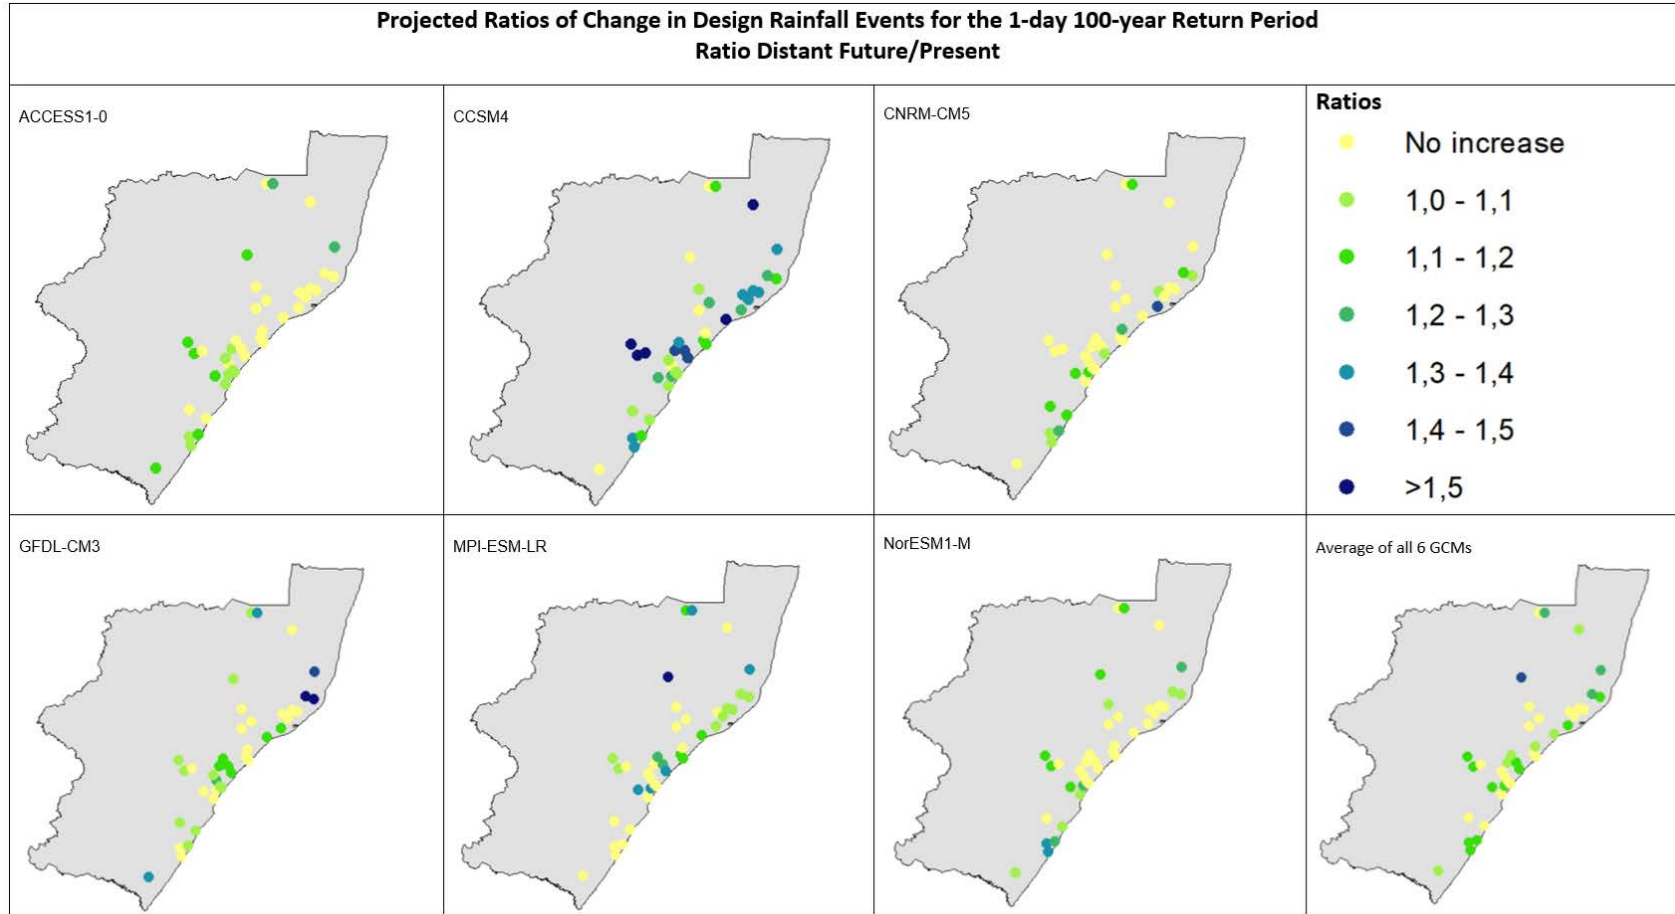 Projected Ratios of Change in Design Rainfall Events for the 1-day 100-year Return Period
Ratio Distant Future/Present
ACCESS1-0
CCSM4
CNRM-CM5
Ratios
No increase
1,0 - 1,1
1,1 - 1,2
1,2 - 1,3
1,3 - 1,4
1,4 - 1,5
>1,5
GFDL-CM3
MPI-ESM-LR
NorESM1-M
Average of all 6 GCMs